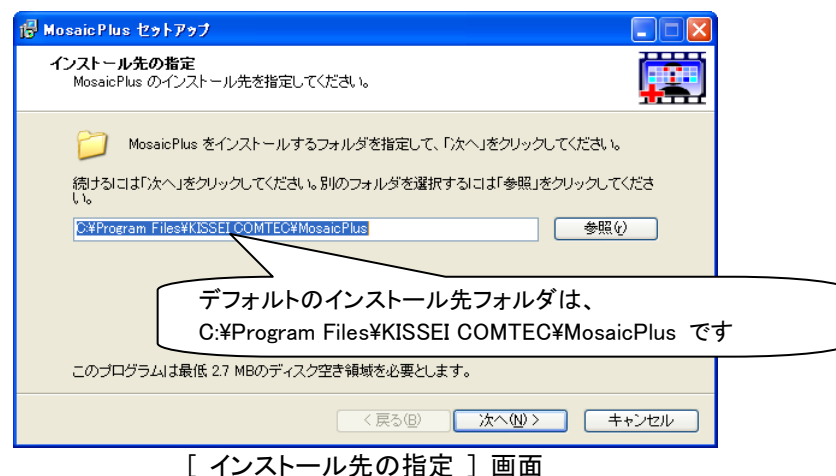 MosaicPlus セットアップ
インストール先の指定
MosaicPlus のインストール先を指定してください。
MosaicPlus をインストールするフォルダを指定して、「次へ」をクリックしてください。
続けるには「次へ」をクリックしてください。別のフォルダを選択するには「参照」をクリックしてくださ
い。
C:¥Program Files¥KISSEI COMTEC¥MosaicPlus
参照(r)
デフォルトのインストール先フォルダは、
C:¥Program Files¥KISSEI COMTEC¥MosaicPlus です
このプログラムは最低 2.7 MBのディスク空き領域を必要とします。
< 戻る(B)
次へ(N) >
キャンセル
[ インストール先の指定 ] 画面